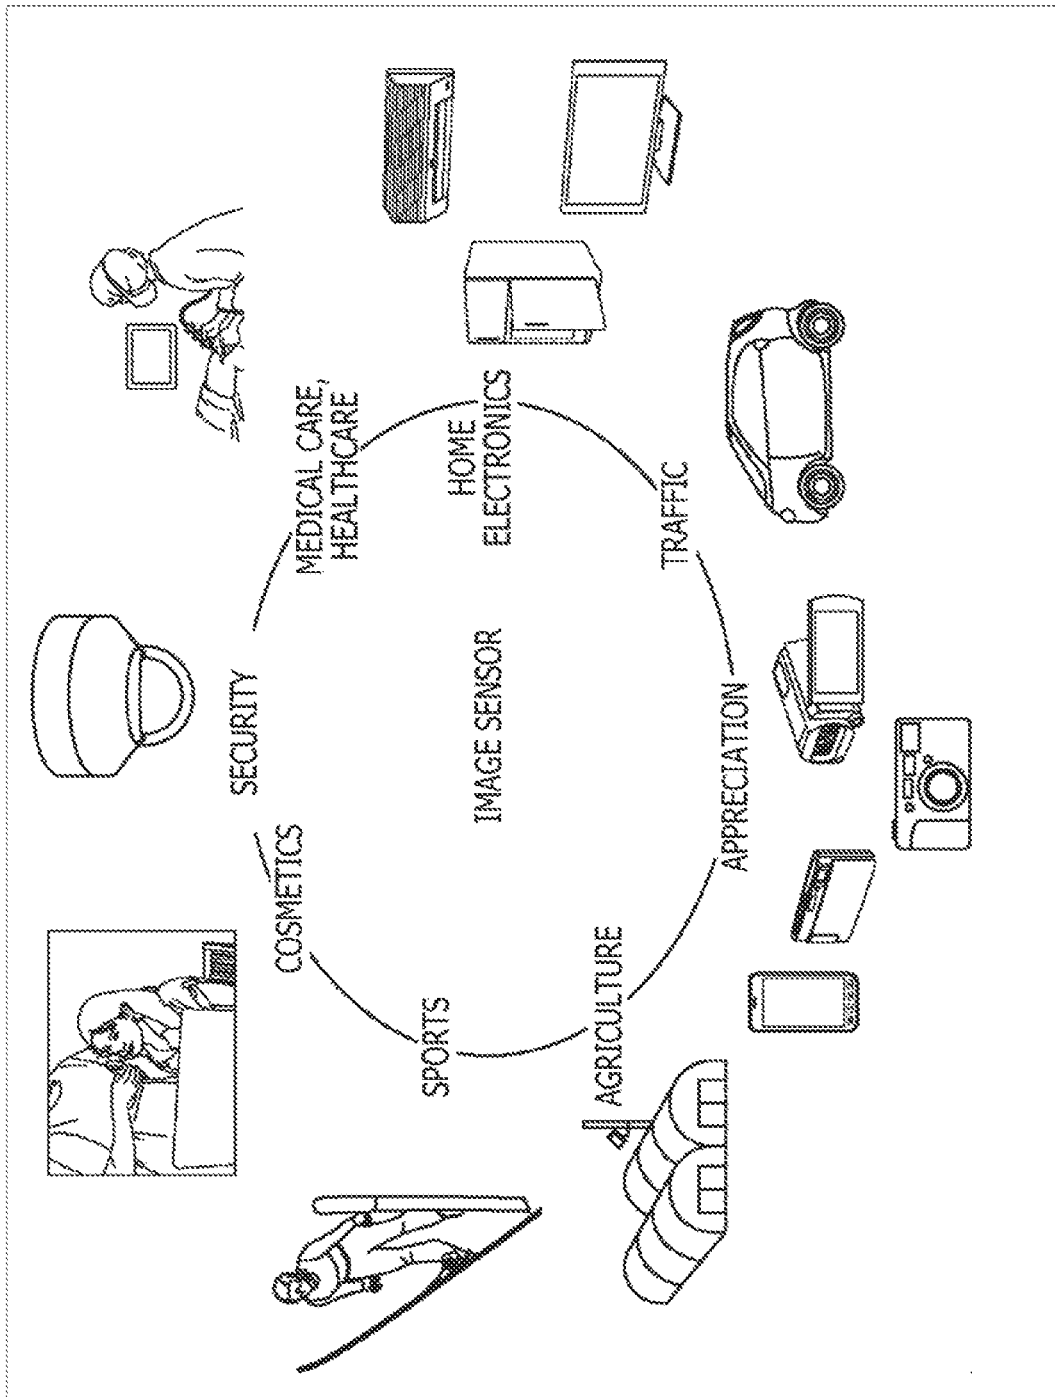 SECURITY
COSMETICS
MEDICAL CARE,
HEALTHCARE
SPORTS
IMAGE SENSOR
HOME
ELECTRONICS
AGRICULTURE
TRAFFIC
APPRECIATION